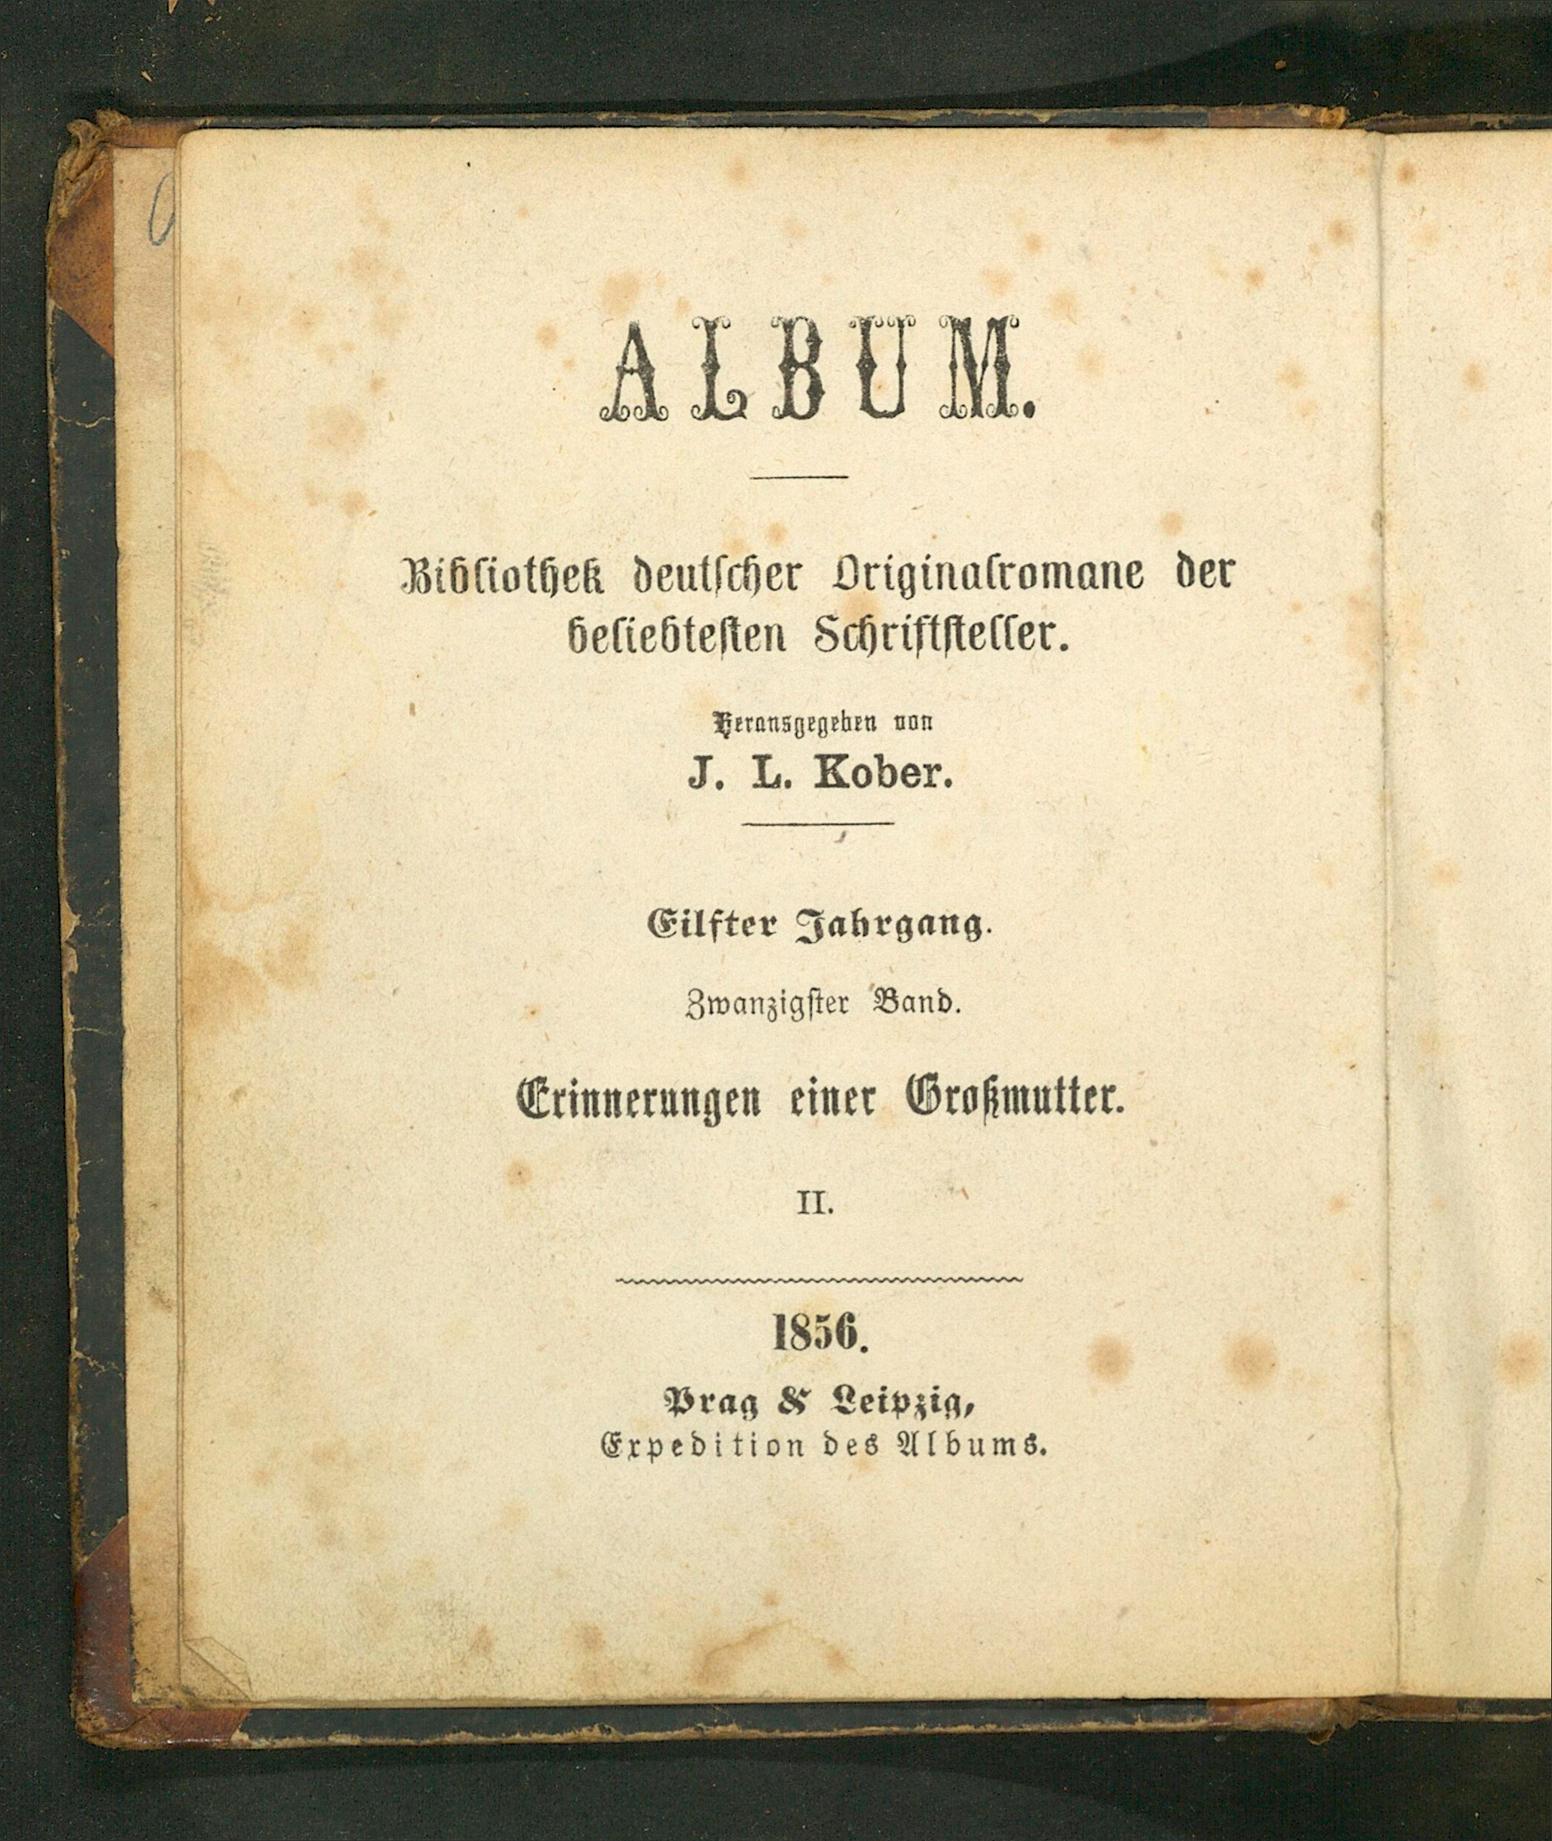 ALBUM.
Bibliothek deutſcher Originalromane der
beliebteſten Schriftſteller.
Herausgegeben von
J. L. Kober.
Eilfter Jahrgang.
Zwanzigſter Band.
Erinnerungen einer Großmutter.
II.
1856.
Prag & Leipzig,
Expedition des Albums.